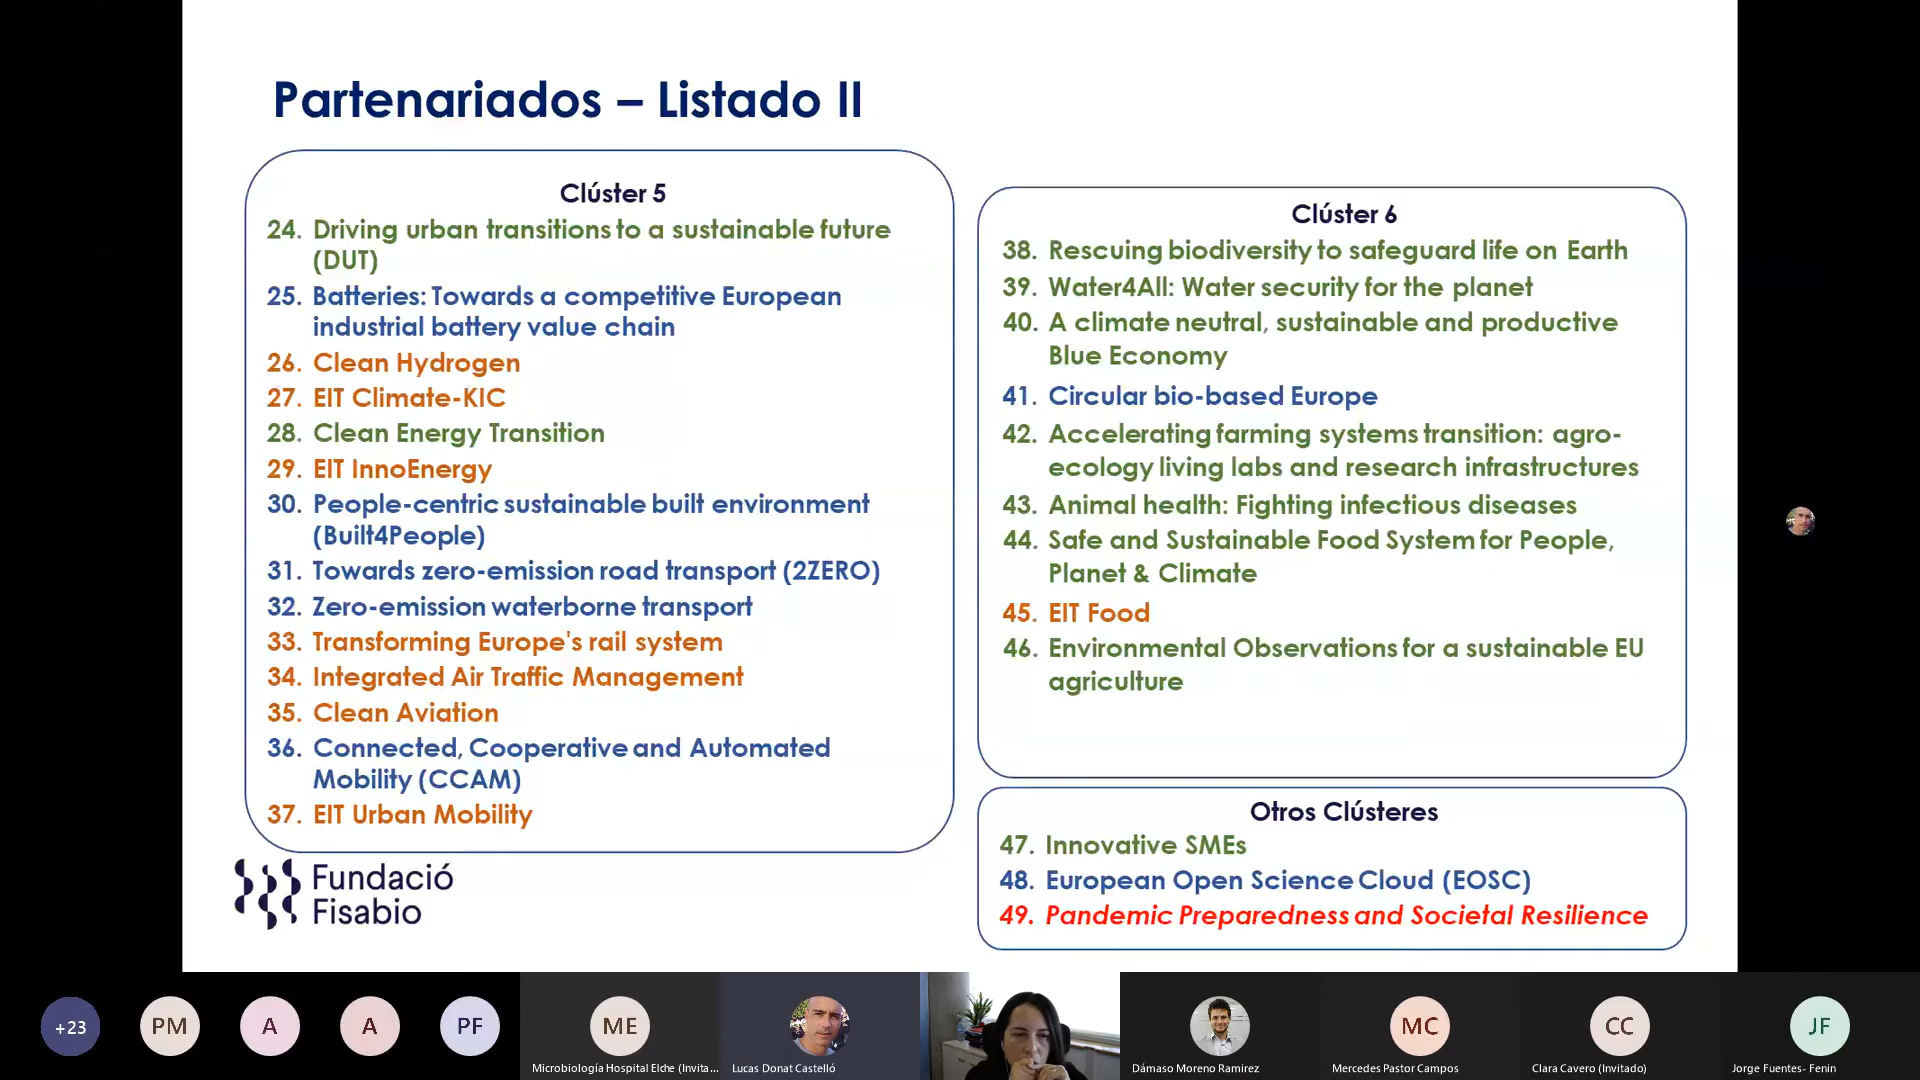 Partenariados – Listado II
Clúster 5
24. Driving urban transitions to a sustainable future
(DUT)
25. Batteries: Towards a competitive European
industrial battery value chain
26. Clean Hydrogen
27. EIT Climate-KIC
28. Clean Energy Transition
29. EIT InnoEnergy
30. People-centric sustainable built environment
(Built4People)
31. Towards zero-emission road transport (2ZERO)
32. Zero-emission waterborne transport
33. Transforming Europe's rail system
34. Integrated Air Traffic Management
35. Clean Aviation
36. Connected, Cooperative and Automated
Mobility (CCAM)
37. EIT Urban Mobility
Clúster 6
38. Rescuing biodiversity to safeguard life on Earth
39. Water4All: Water security for the planet
40. A climate neutral, sustainable and productive
Blue Economy
41. Circular bio-based Europe
42. Accelerating farming systems transition: agro-
ecology living labs and research infrastructures
43. Animal health: Fighting infectious diseases
44. Safe and Sustainable Food System for People,
Planet & Climate
45. EIT Food
46. Environmental Observations for a sustainable EU
agriculture
Otros Clústeres
47. Innovative SMEs
48. European Open Science Cloud (EOSC)
49. Pandemic Preparedness and Societal Resilience
Fundació
Fisabio
+23
PM
A
A
PF
ME
MC
CC
JF
Microbiología Hospital Elche (Invita...
Lucas Donat Castelló
Dámaso Moreno Ramirez
Mercedes Pastor Campos
Clara Cavero (Invitado)
Jorge Fuentes- Fenin